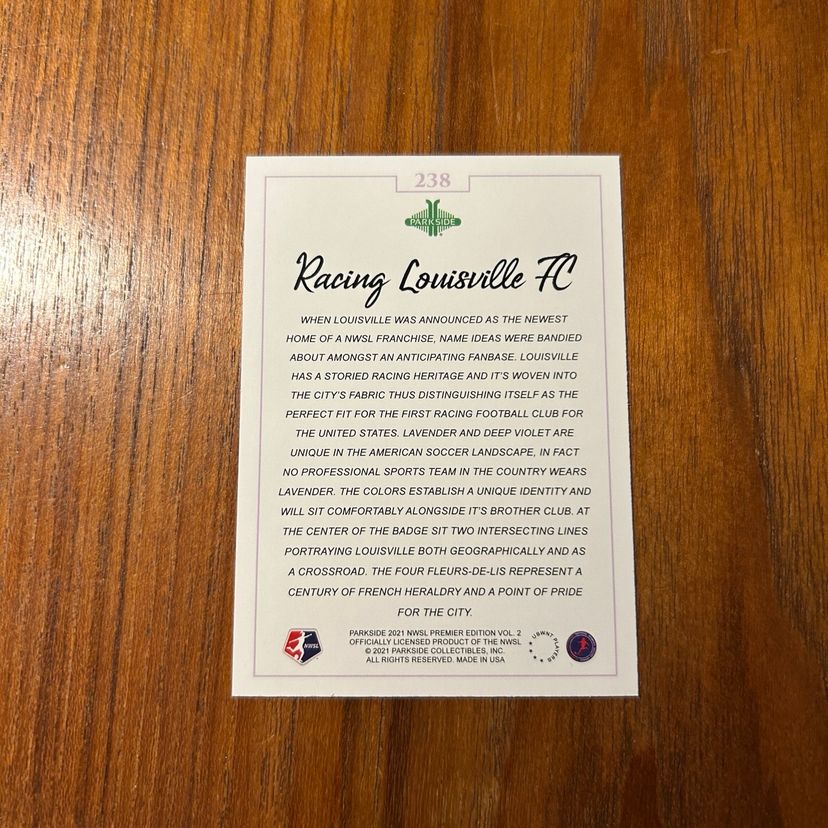 238
PARKSIDE
Racing Louisville FC
WHEN LOUISVILLE WAS ANNOUNCED AS THE NEWEST
HOME OF A NWSL FRANCHISE, NAME IDEAS WERE BANDIED
ABOUT AMONGST AN ANTICIPATING FANBASE. LOUISVILLE
HAS A STORIED RACING HERITAGE AND IT'S WOVEN INTO
THE CITY'S FABRIC THUS DISTINGUISHING ITSELF AS THE
PERFECT FIT FOR THE FIRST RACING FOOTBALL CLUB FOR
THE UNITED STATES. LAVENDER AND DEEP VIOLET ARE
UNIQUE IN THE AMERICAN SOCCER LANDSCAPE, IN FACT
NO PROFESSIONAL SPORTS TEAM IN THE COUNTRY WEARS
LAVENDER. THE COLORS ESTABLISH A UNIQUE IDENTITY AND
WILL SIT COMFORTABLY ALONGSIDE IT'S BROTHER CLUB. AT
THE CENTER OF THE BADGE SIT TWO INTERSECTING LINES
PORTRAYING LOUISVILLE BOTH GEOGRAPHICALLY AND AS
A CROSSROAD. THE FOUR FLEURS-DE-LIS REPRESENT A
CENTURY OF FRENCH HERALDRY AND A POINT OF PRIDE
FOR THE CITY.
NWSL
PARKSIDE 2021 NWSL PREMIER EDITION VOL. 2
OFFICIALLY LICENSED PRODUCT OF THE NWSL
© 2021 PARKSIDE COLLECTIBLES, INC.
ALL RIGHTS RESERVED. MADE IN USA
USWNT PLAYERS